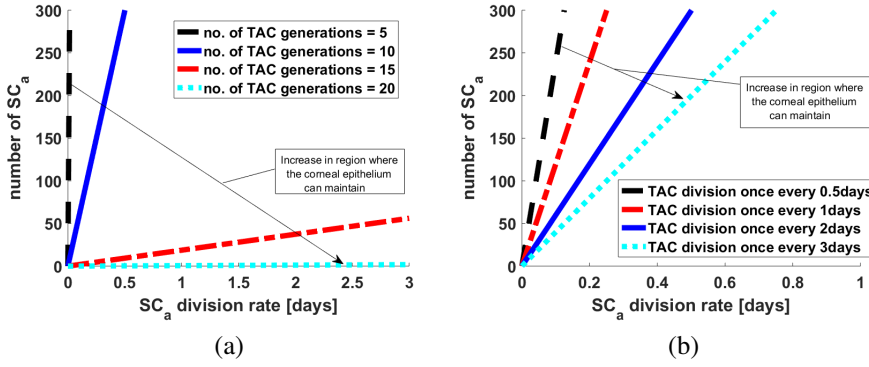 300
250
200
150
100
50
0
number of SCa
0 0.5 1 1.5 2 2.5 3
SCa division rate [days]
no. of TAC generations = 5
no. of TAC generations = 10
no. of TAC generations = 15
no. of TAC generations = 20
Increase in region where
the corneal epithelium
can maintain
(a)
300
250
200
150
100
50
0
number of SCa
0 0.2 0.4 0.6 0.8 1
SCa division rate [days]
Increase in region where
the corneal epithelium
can maintain
TAC division once every 0.5days
TAC division once every 1days
TAC division once every 2days
TAC division once every 3days
(b)